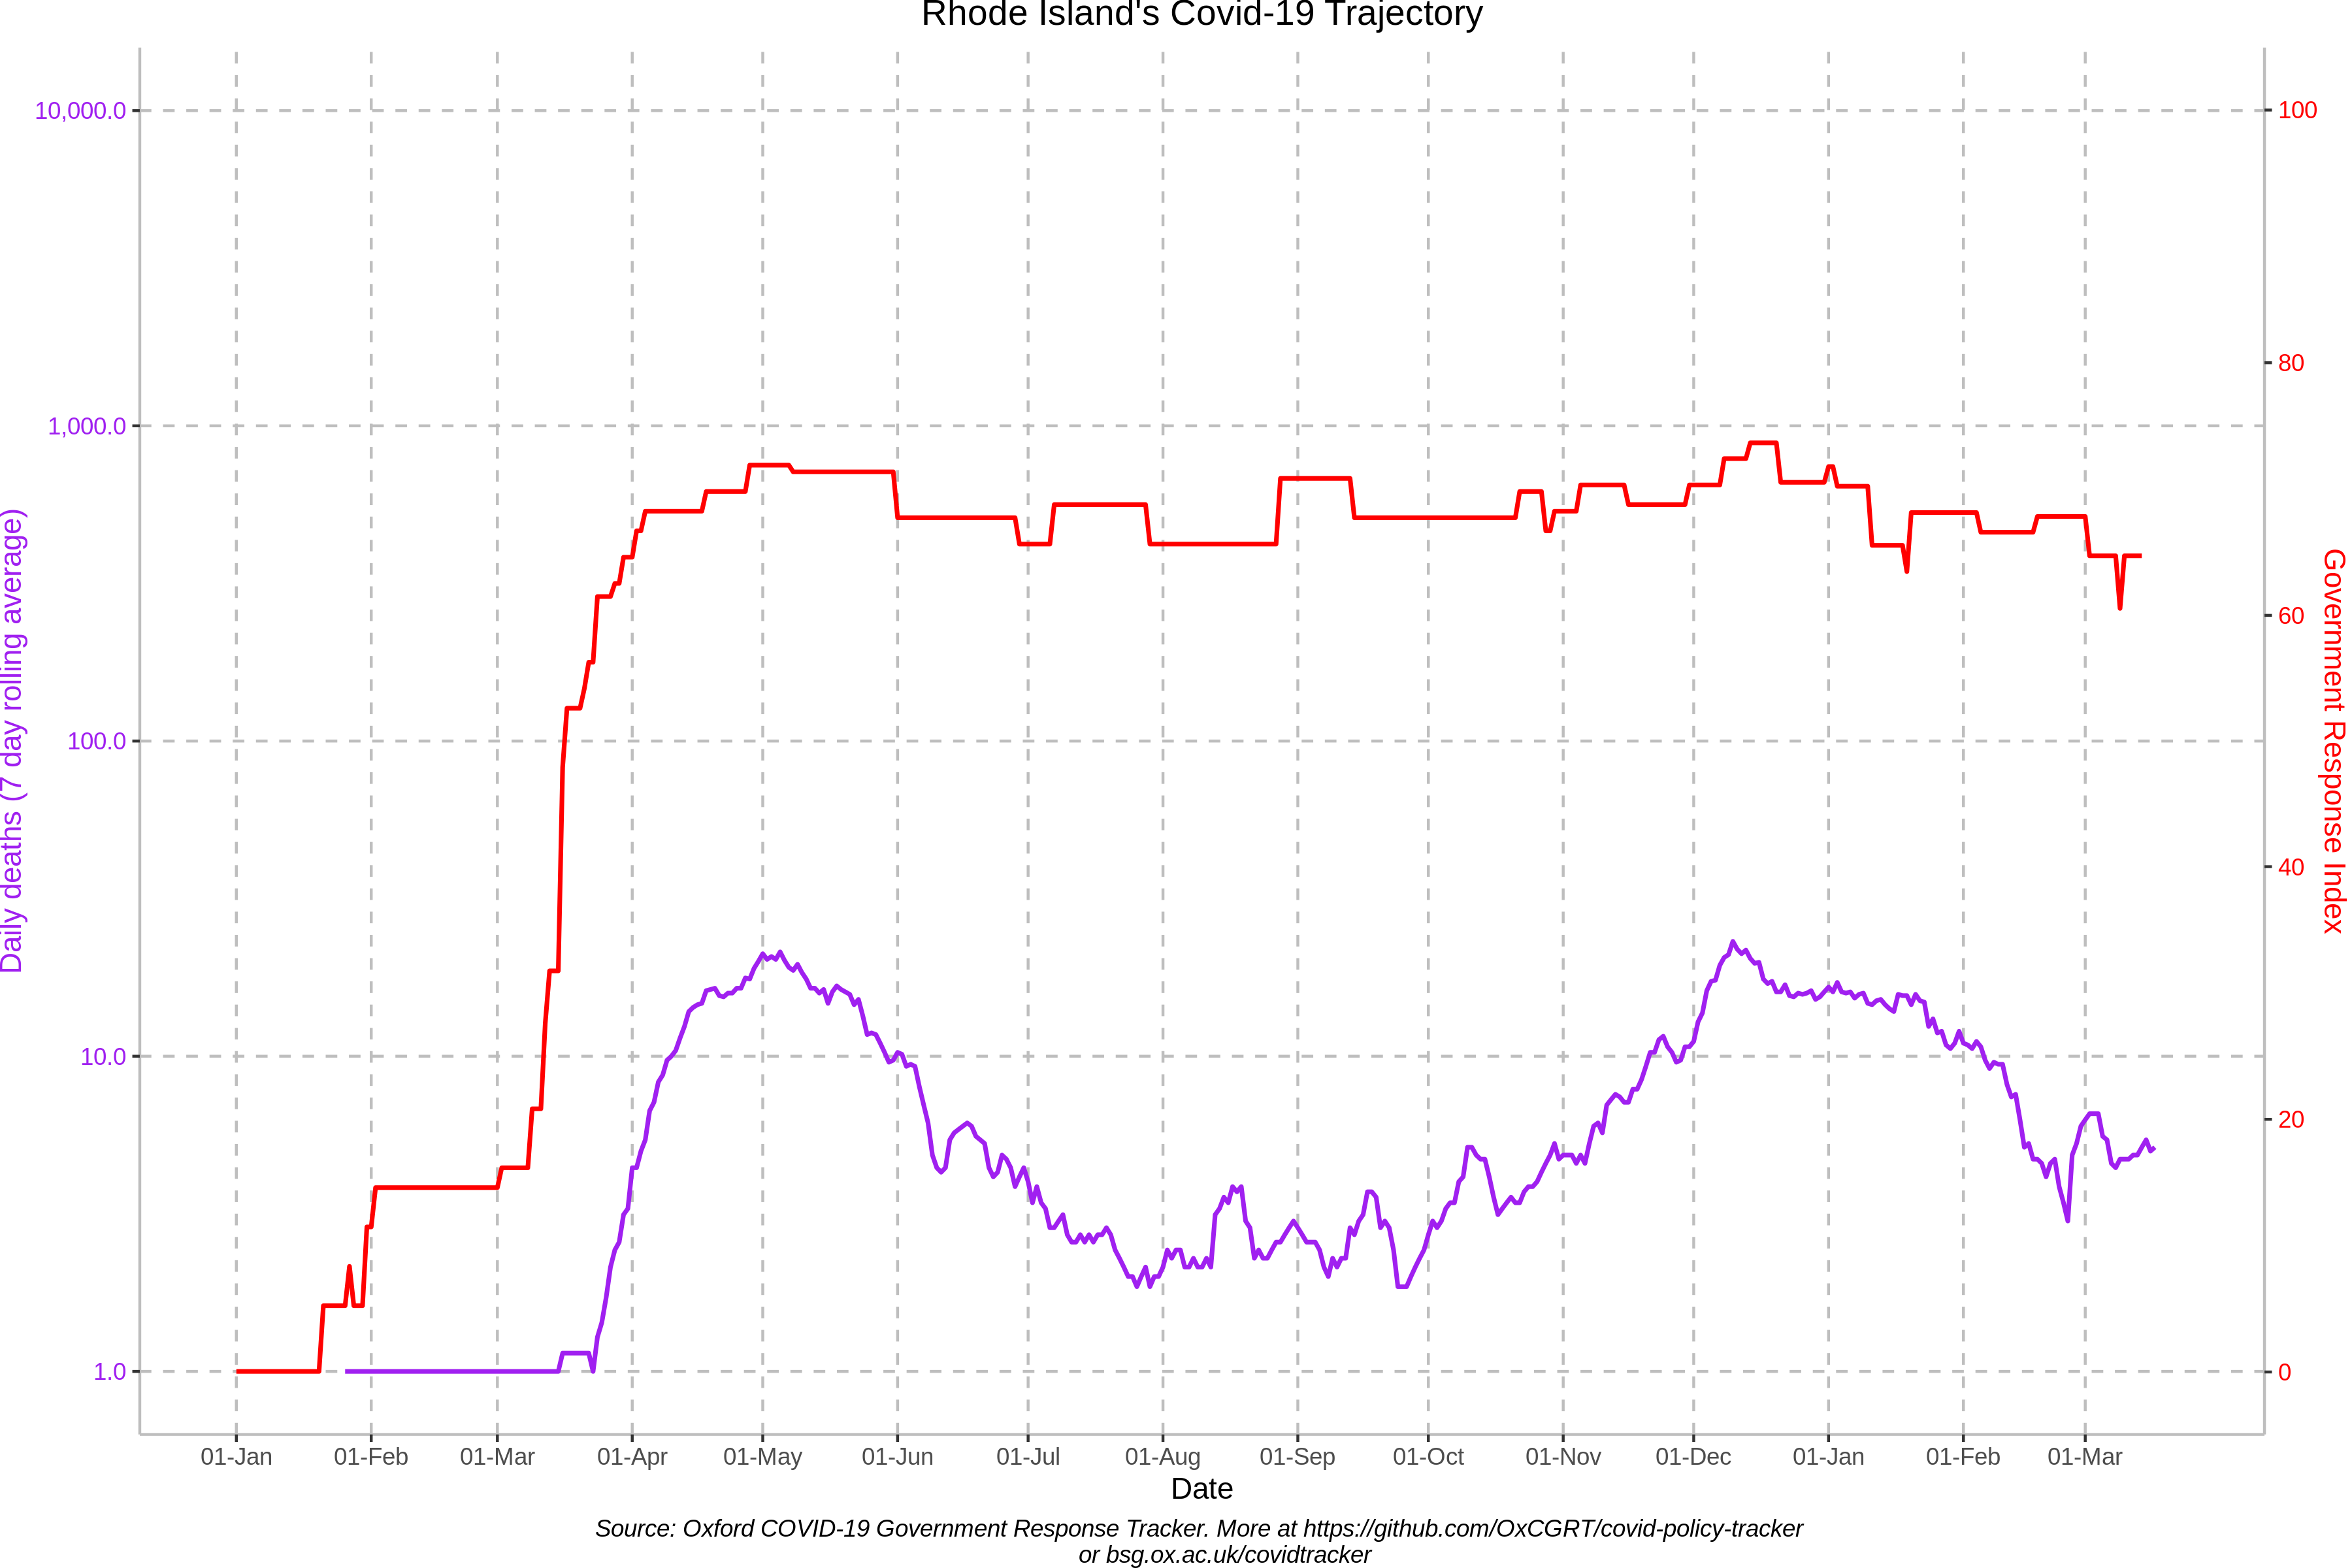 Rhode Island's Covid-19 Trajectory
10,000.0
1,000.0
100.0
10.0
1.0
Daily deaths (7 day rolling average)
100
80
60
40
20
0
Government Response Index
01-Jan
01-Feb
01-Mar
01-Apr
01-May
01-Jun
01-Jul
01-Aug
01-Sep
01-Oct
01-Nov
01-Dec
01-Jan
01-Feb
01-Mar
Date
Source: Oxford COVID-19 Government Response Tracker. More at https://github.com/OxCGRT/covid-policy-tracker
or bsg.ox.ac.uk/covidtracker